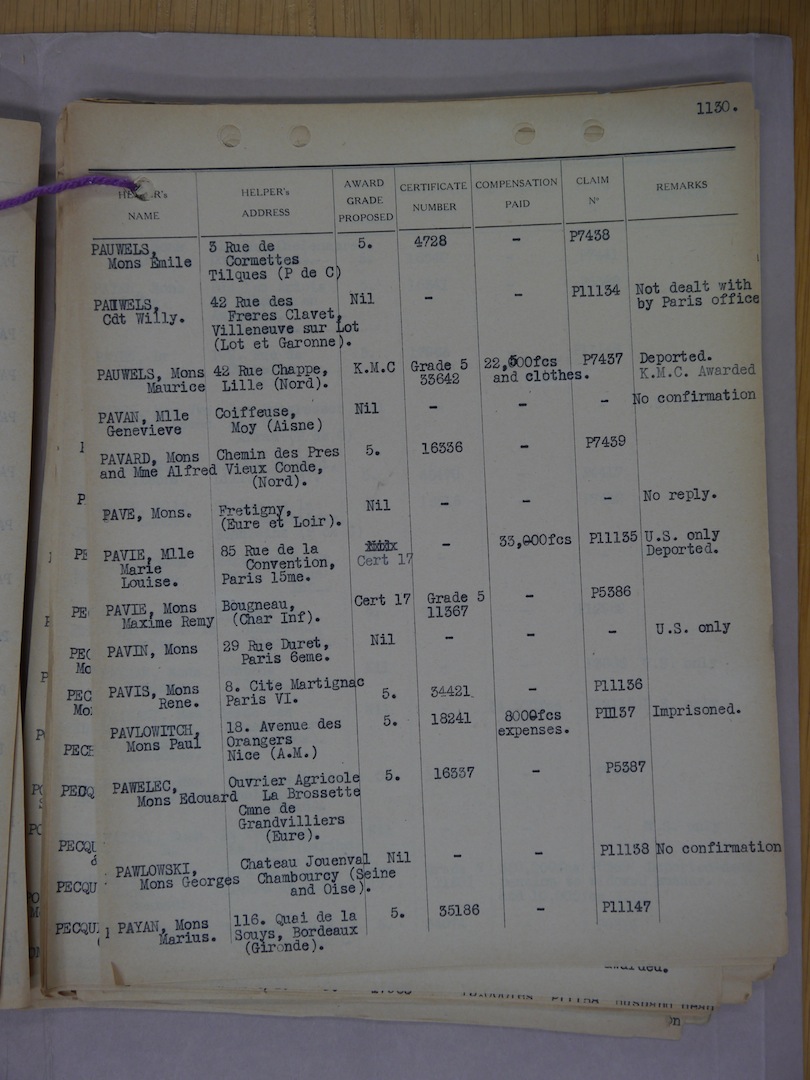 1130.
HELPER's NAME | HELPER's ADDRESS | AWARD GRADE PROPOSED | CERTIFICATE NUMBER | COMPENSATION PAID | CLAIM No | REMARKS
PAUWELS, 3 Rue de 5. 4728 - P7438
Mons Emile Cormettes
Tilques (P de C)
PAUWELS, 42 Rue des Nil - - P11134 Not dealt with
Cdt Willy. Freres Clavet, by Paris office
Villeneuve sur Lot
(Lot et Garonne).
PAUWELS, Mons 42 Rue Chappe, K.M.C Grade 5 22,500fcs P7437 Deported.
Maurice Lille (Nord). 33642 and clothes. K.M.C. Awarded
PAVAN, Mlle Coiffeuse, Nil - - - No confirmation
Genevieve Moy (Aisne)
PAVARD, Mons Chemin des Pres 5. 16336 - P7439
and Mme Alfred Vieux Conde,
(Nord).
PAVE, Mons. Fretigny, Nil - - - No reply.
(Eure et Loir).
PAVIE, Mlle 85 Rue de la - 33,000fcs P11135 U.S. only
Marie Convention, Cert 17 Deported.
Louise. Paris 15me.
PAVIE, Mons Bougneau, Cert 17 Grade 5 - P5386
Maxime Remy (Char Inf). 11367
PAVIN, Mons 29 Rue Duret, Nil - - - U.S. only
Paris 6eme.
PAVIS, Mons 8. Cite Martignac 5. 34421 - P11136
Rene. Paris VI.
PAVLOWITCH, 18. Avenue des 5. 18241 8000fcs P11137 Imprisoned.
Mons Paul Orangers expenses.
Nice (A.M.)
PAWELEC, Ouvrier Agricole 5. 16337 - P5387
Mons Edouard La Brossette
Cmne de
Grandvilliers
(Eure).
PAWLOWSKI, Chateau Jouenval Nil - - P11138 No confirmation
Mons Georges Chambourcy (Seine
and Oise).
PAYAN, Mons 116. Quai de la 5. 35186 - P11147
Marius. Souys, Bordeaux
(Gironde).